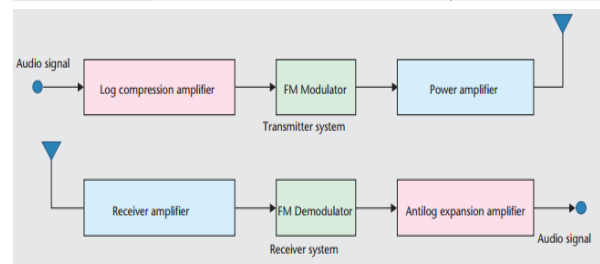 Audio signal
Log compression amplifier
FM Modulator
Power amplifier
Transmitter system
Receiver amplifier
FM Demodulator
Antilog expansion amplifier
Audio signal
Receiver system